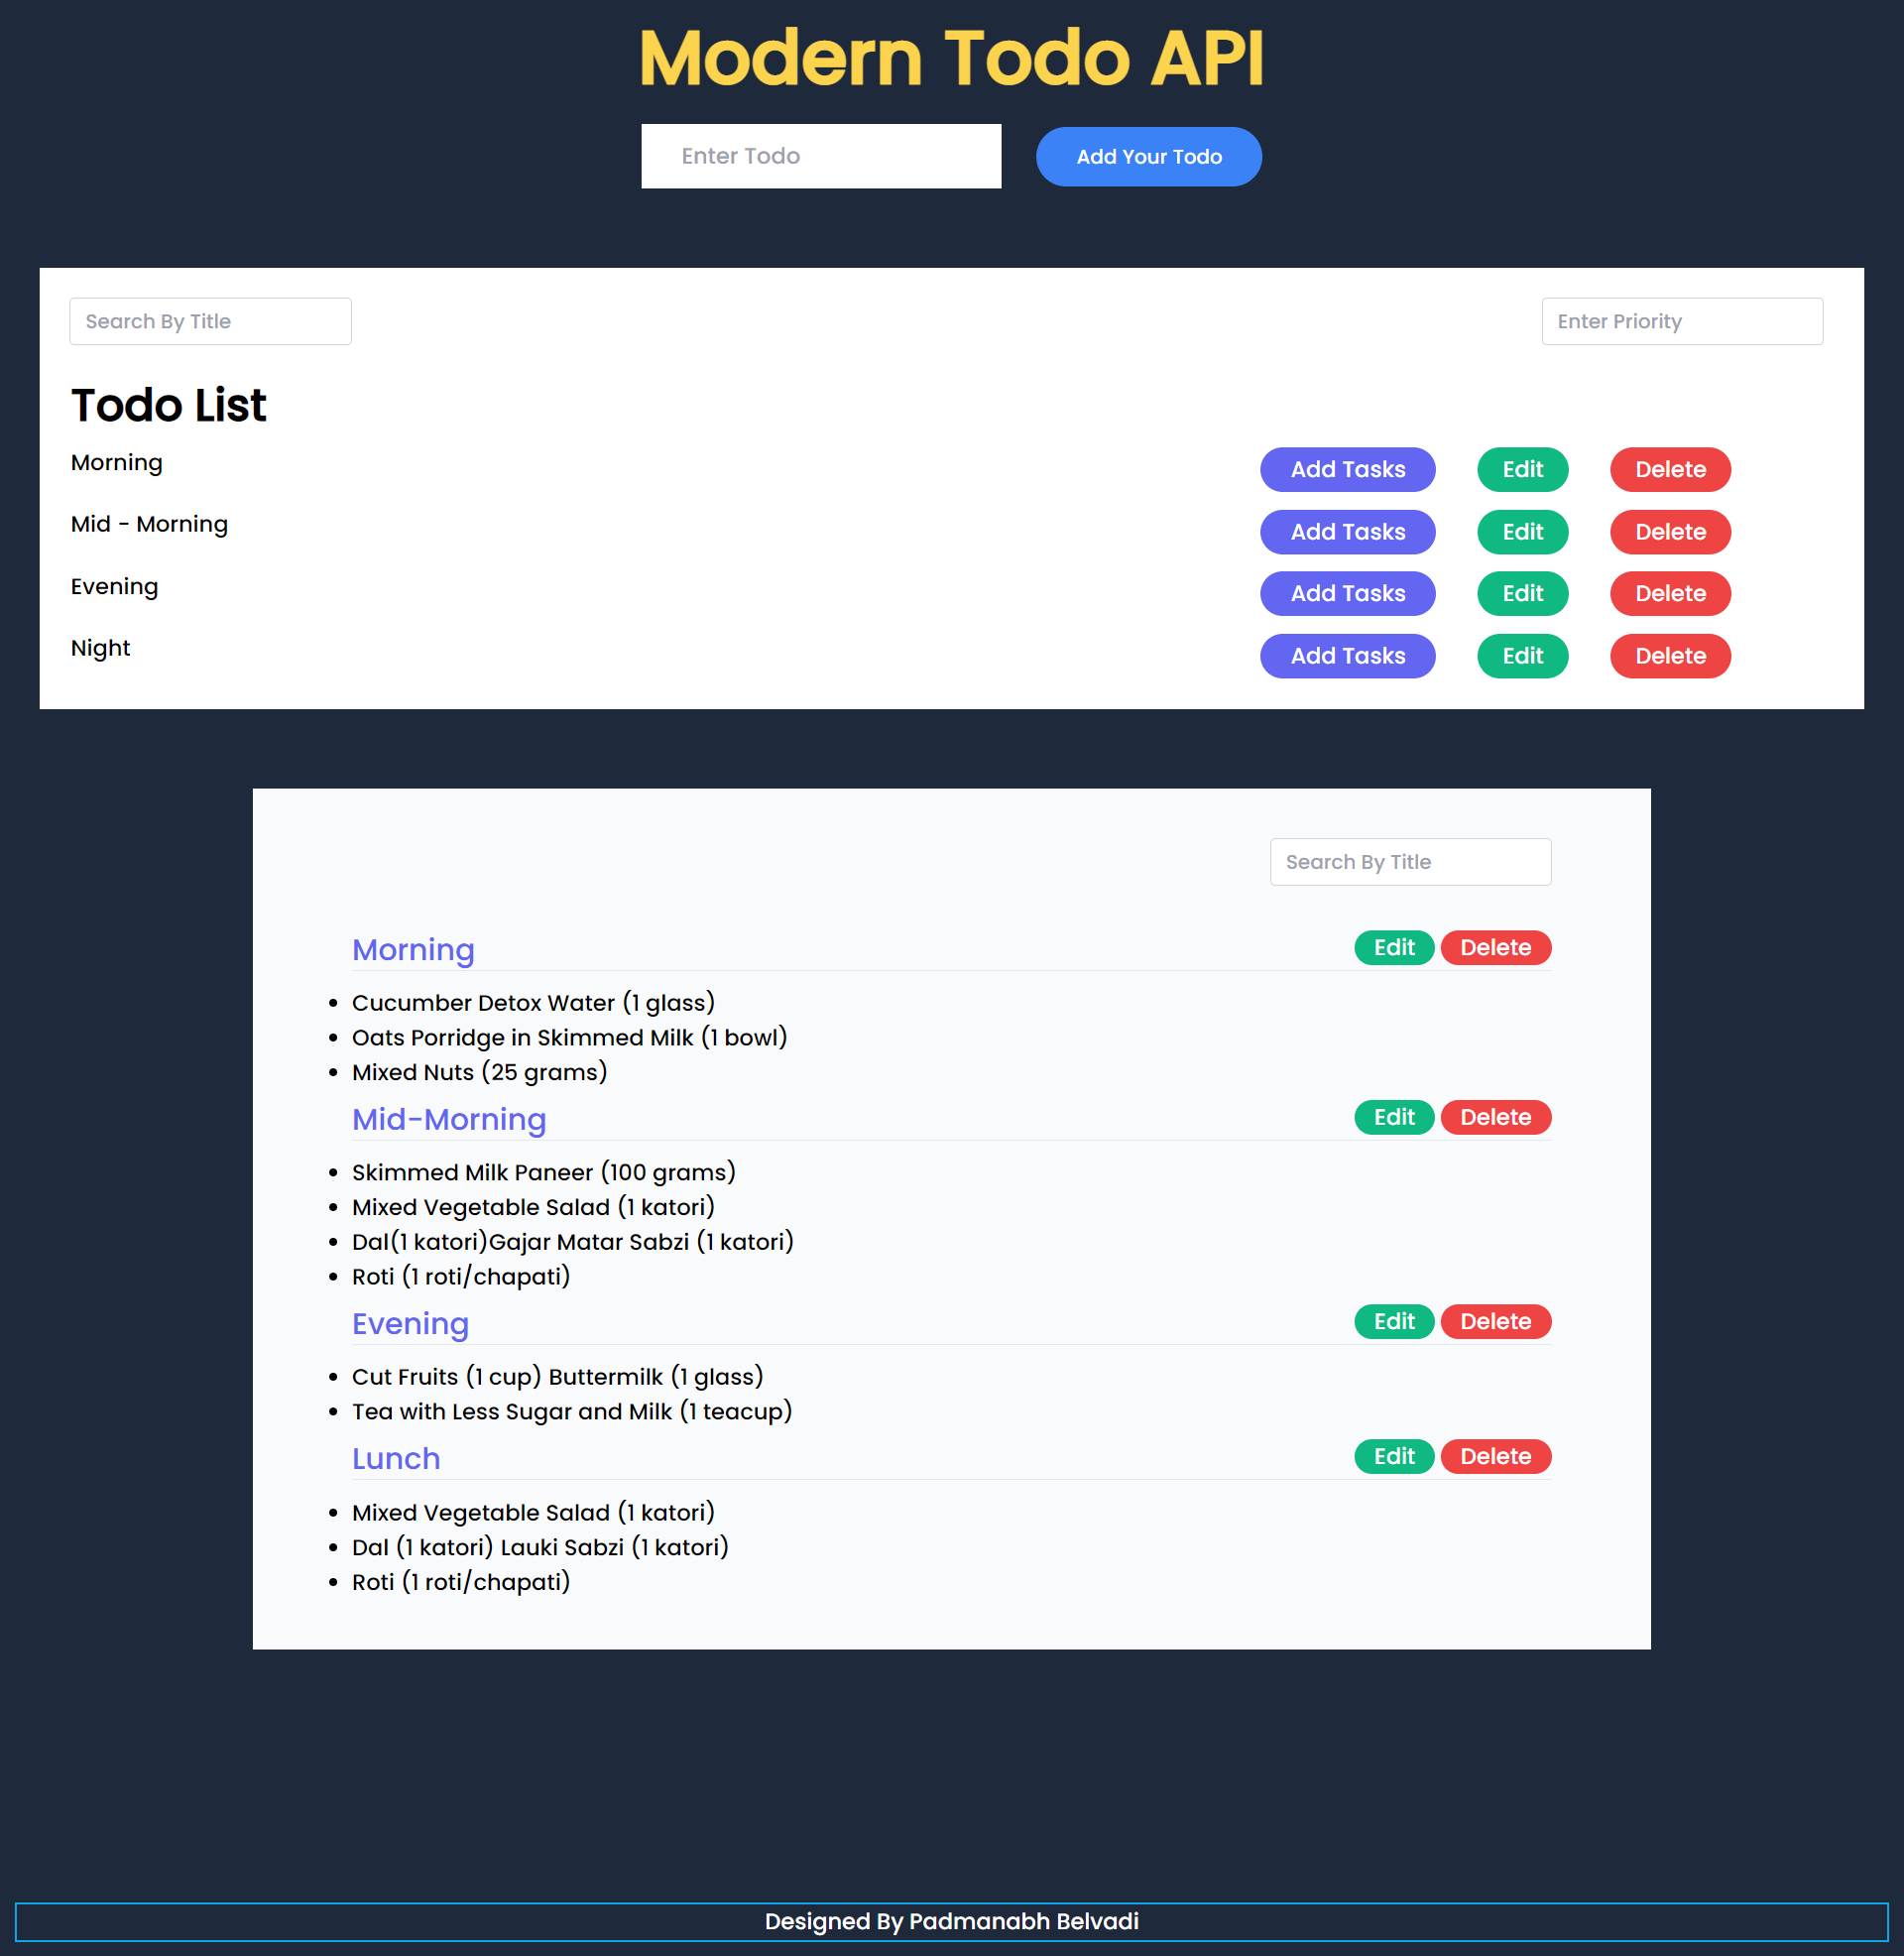 Modern Todo API
Enter Todo
Add Your Todo
Search By Title
Enter Priority
Todo List
Morning Add Tasks Edit Delete
Mid - Morning Add Tasks Edit Delete
Evening Add Tasks Edit Delete
Night Add Tasks Edit Delete
Search By Title
Morning Edit Delete
Cucumber Detox Water (1 glass)
Oats Porridge in Skimmed Milk (1 bowl)
Mixed Nuts (25 grams)
Mid-Morning Edit Delete
Skimmed Milk Paneer (100 grams)
Mixed Vegetable Salad (1 katori)
Dal(1 katori)Gajar Matar Sabzi (1 katori)
Roti (1 roti/chapati)
Evening Edit Delete
Cut Fruits (1 cup) Buttermilk (1 glass)
Tea with Less Sugar and Milk (1 teacup)
Lunch Edit Delete
Mixed Vegetable Salad (1 katori)
Dal (1 katori) Lauki Sabzi (1 katori)
Roti (1 roti/chapati)
Designed By Padmanabh Belvadi